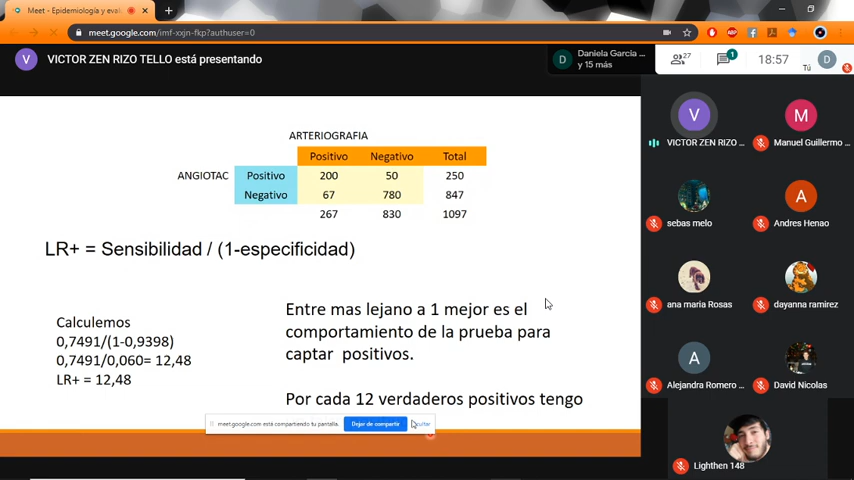 Meet - Epidemiología y eval
meet.google.com/imf-xxjn-fkp?authuser=0
ABP
V
VICTOR ZEN RIZO TELLO está presentando
D
Daniela Garcia ...
y 15 más
27
1
18:57
Tú
D
ARTERIOGRAFIA
Positivo Negativo Total
ANGIOTAC Positivo 200 50 250
Negativo 67 780 847
267 830 1097
LR+ = Sensibilidad / (1-especificidad)
Calculemos
0,7491/(1-0,9398)
0,7491/0,060= 12,48
LR+ = 12,48
Entre mas lejano a 1 mejor es el
comportamiento de la prueba para
captar positivos.
Por cada 12 verdaderos positivos tengo
meet.google.com está compartiendo tu pantalla.
Dejar de compartir
V
VICTOR ZEN RIZO ...
M
Manuel Guillermo ...
sebas melo
A
Andres Henao
ana maria Rosas
dayanna ramirez
A
Alejandra Romero ...
David Nicolas
Lighthen 148